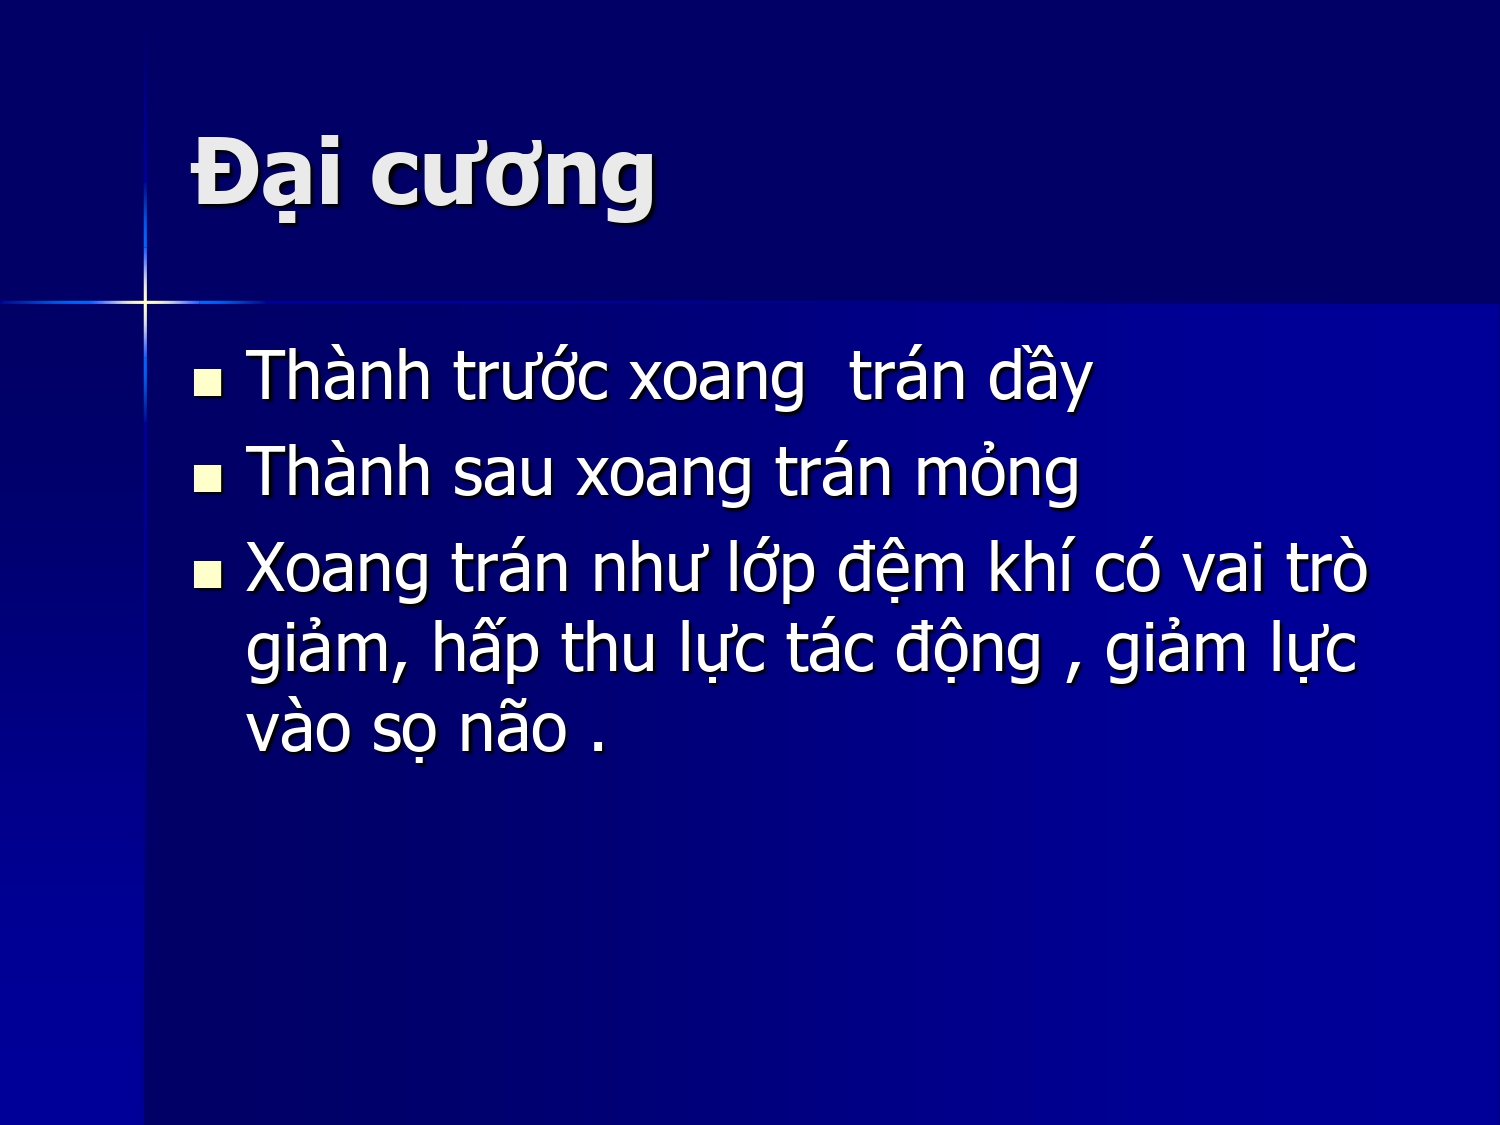 Đại cương
Thành trước xoang  trán dầy
Thành sau xoang trán mỏng
Xoang trán như lớp đệm khí có vai trò
giảm, hấp thu lực tác động , giảm lực
vào sọ não .